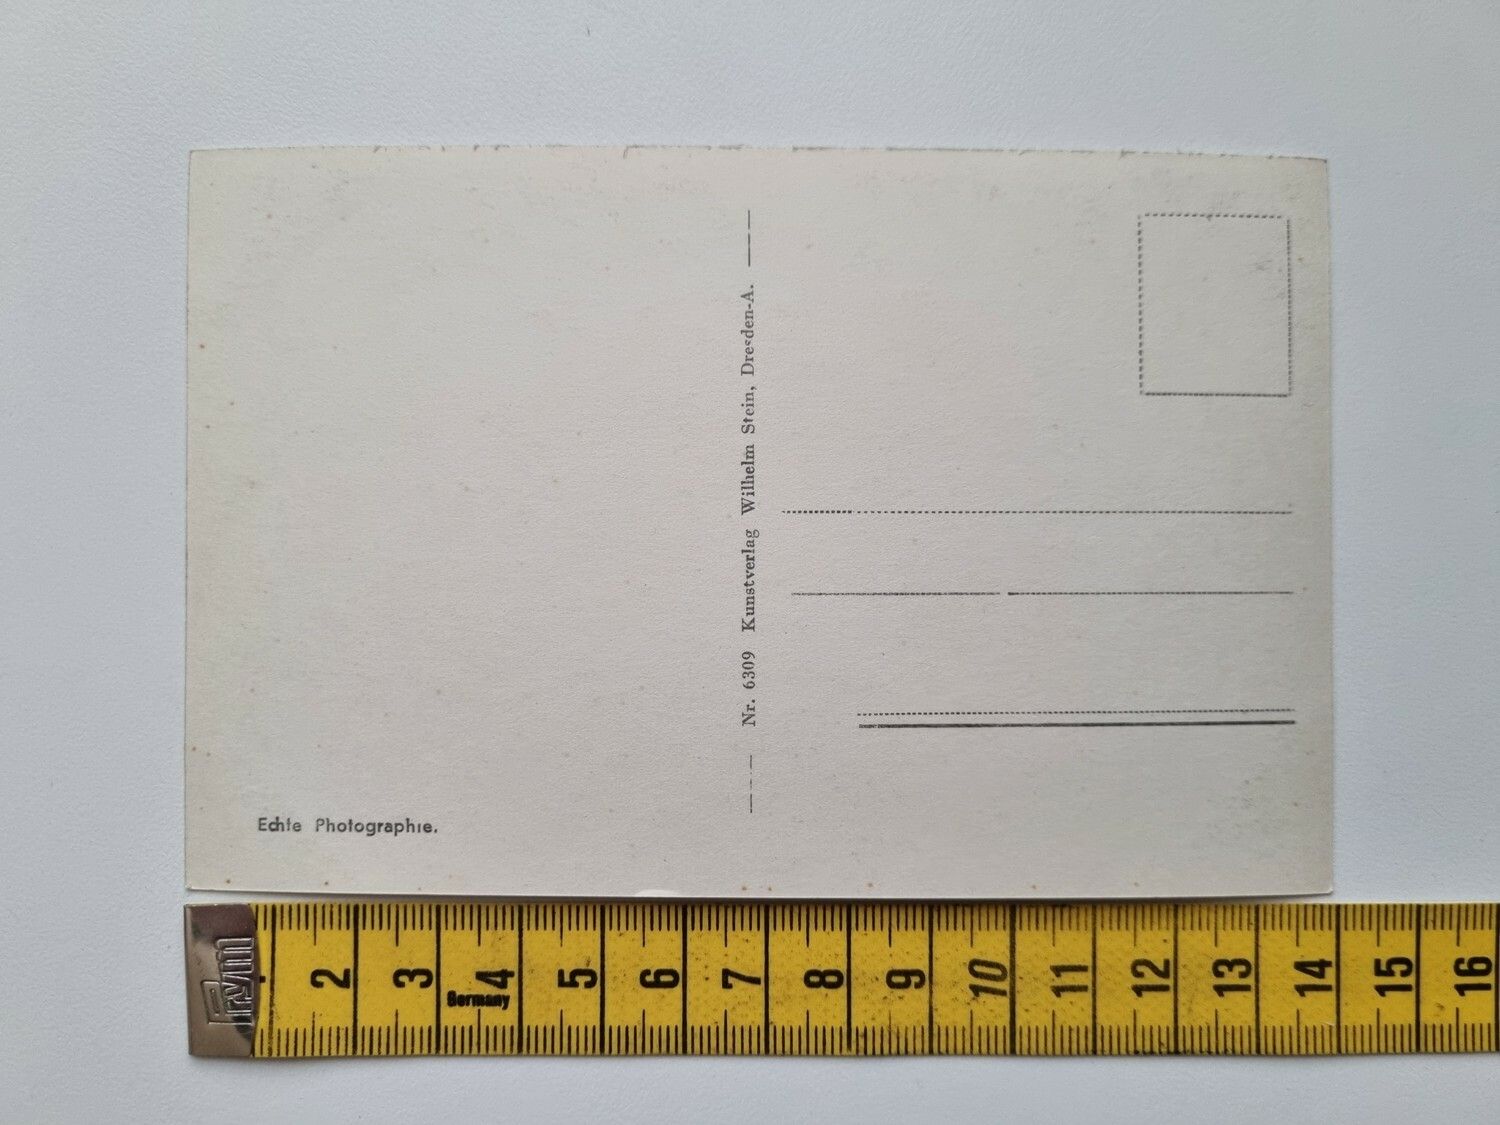 Nr. 6309 Kunstverlag Wilhelm Stein, Dresden-A.
Echte Photographie.
Prym
2 3 4 5 6 7 8 9 10 11 12 13 14 15 16
Germany